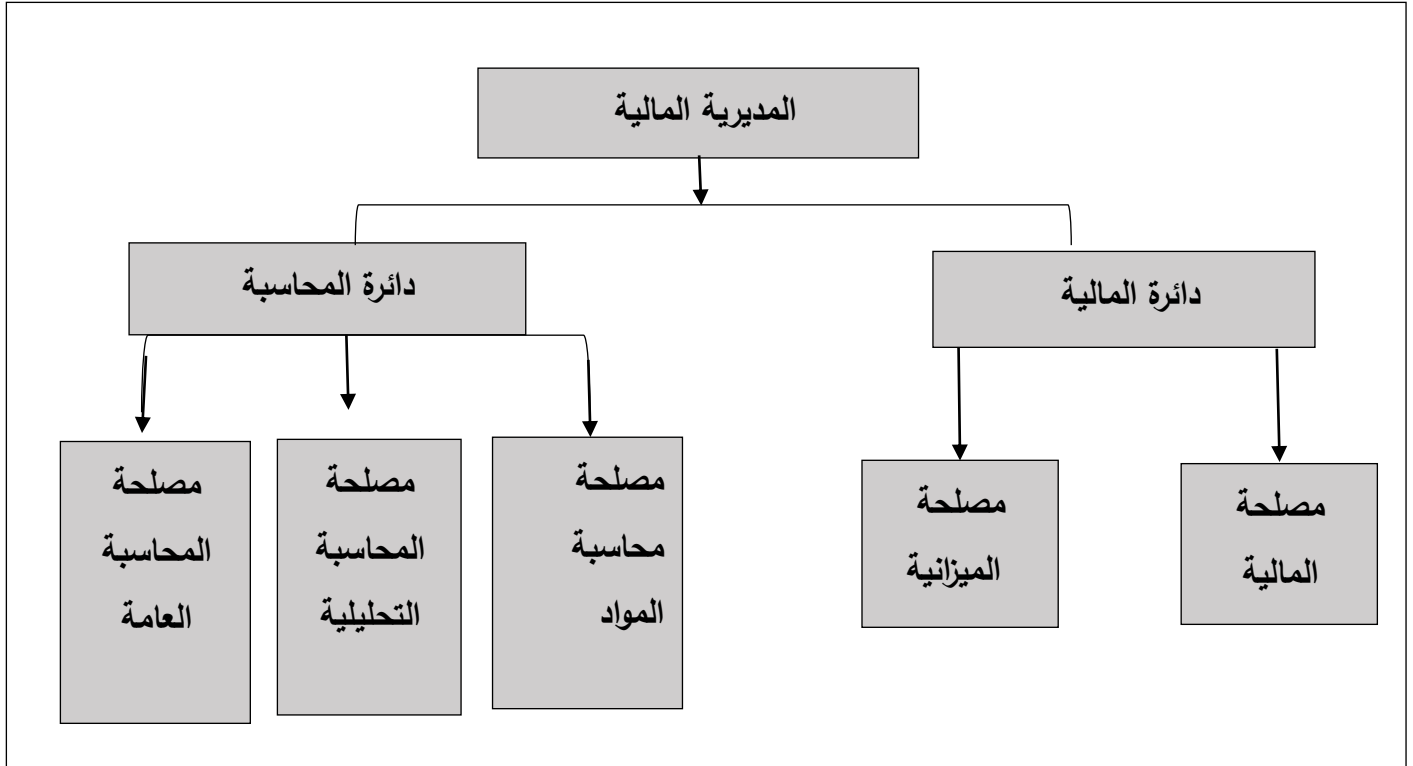 المديرية المالية
دائرة المالية
دائرة المحاسبة
مصلحة
المالية
مصلحة
الميزانية
مصلحة
محاسبة
المواد
مصلحة
المحاسبة
التحليلية
مصلحة
المحاسبة
العامة